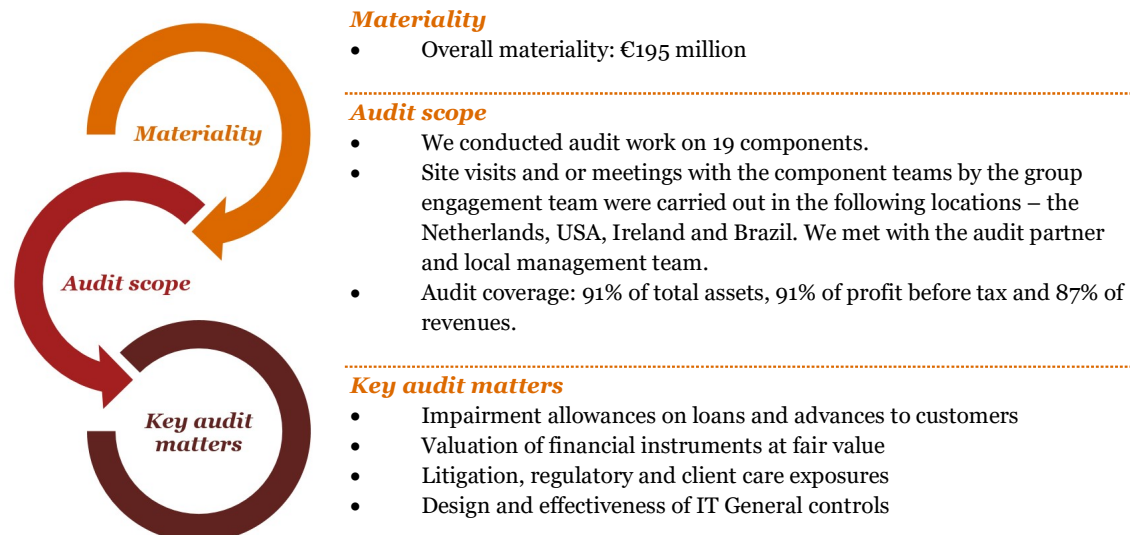 Materiality
Audit scope
Key audit
matters
Materiality
• Overall materiality: €195 million
Audit scope
• We conducted audit work on 19 components.
• Site visits and or meetings with the component teams by the group
engagement team were carried out in the following locations – the
Netherlands, USA, Ireland and Brazil. We met with the audit partner
and local management team.
• Audit coverage: 91% of total assets, 91% of profit before tax and 87% of
revenues.
Key audit matters
• Impairment allowances on loans and advances to customers
• Valuation of financial instruments at fair value
• Litigation, regulatory and client care exposures
• Design and effectiveness of IT General controls